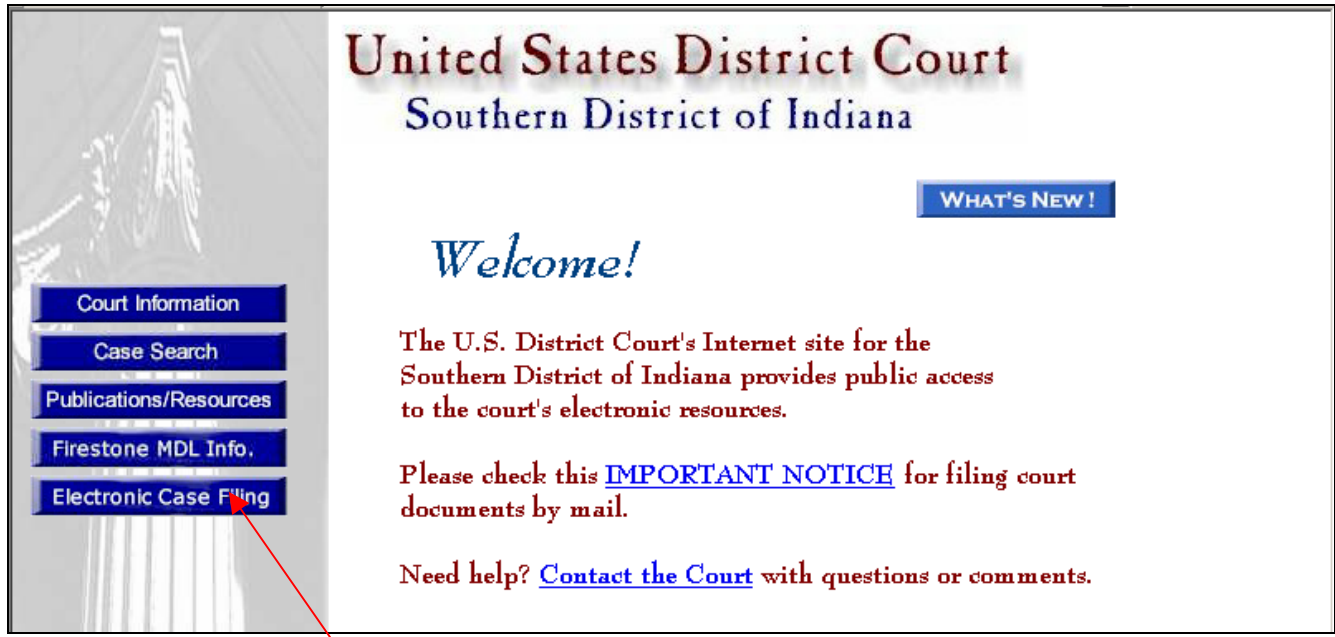 United States District Court
Southern District of Indiana
WHAT'S NEW!
Welcome!
Court Information
Case Search
Publications/Resources
Firestone MDL Info.
Electronic Case Filing
The U.S. District Court's Internet site for the
Southern District of Indiana provides public access
to the court's electronic resources.
Please check this IMPORTANT NOTICE for filing court
documents by mail.
Need help? Contact the Court with questions or comments.